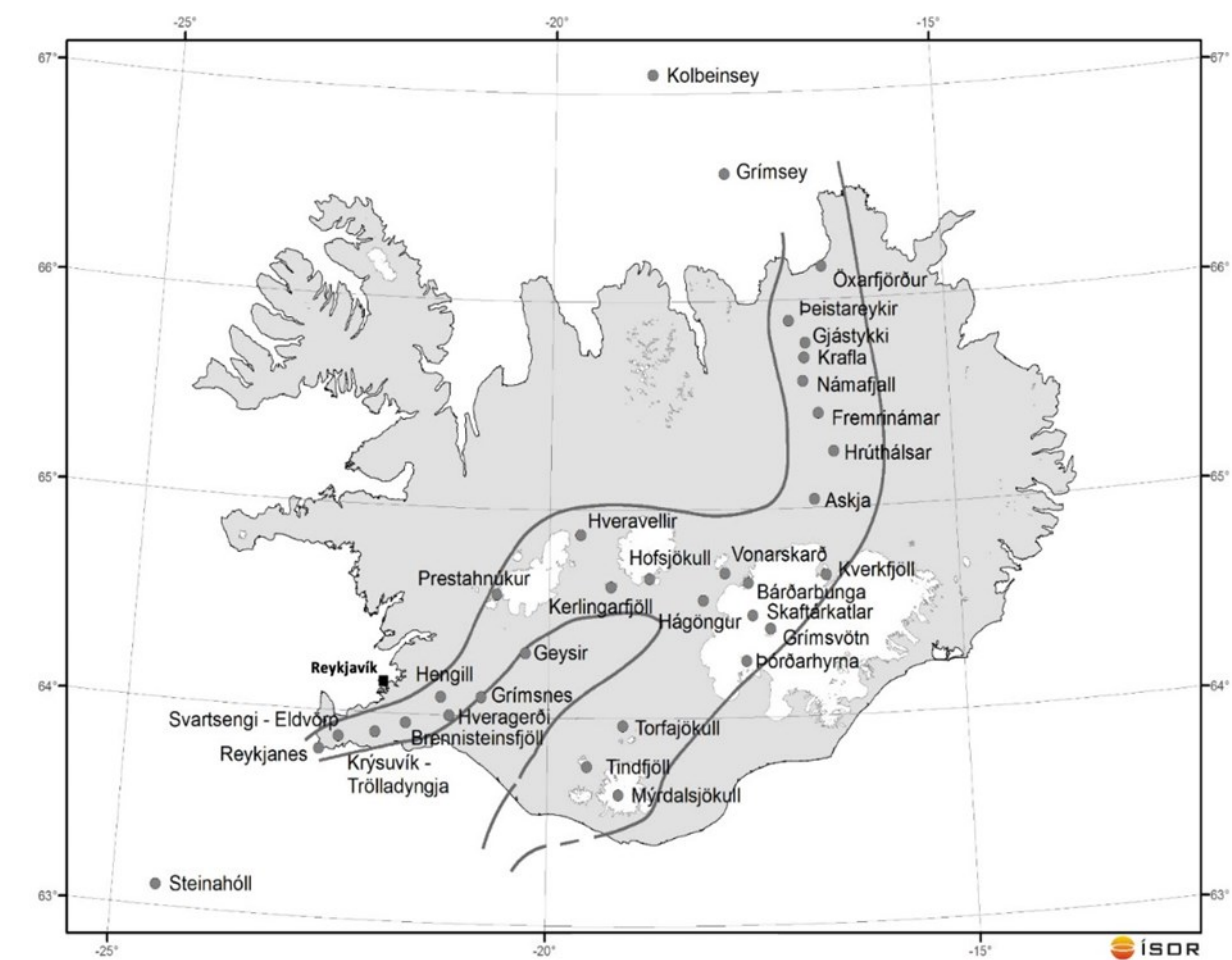 -25°
-20°
-15°
67°
67°
Kolbeinsey
Grímsey
66°
66°
Öxarfjörður
Þeistareykir
Gjástykki
Krafla
Námafjall
Fremrinámar
Hrúthálsar
65°
65°
Askja
Hveravellir
Hofsjökull
Vonarskarð
Prestahnúkur
Kverkfjöll
Kerlingarfjöll
Bárðarbunga
Hágöngur
Skaftárkatlar
Grímsvötn
Geysir
Þórðarhyrna
Reykjavík
Hengill
64°
64°
Grímsnes
Svartsengi - Eldvörp
Hveragerði
Torfajökull
Brennisteinsfjöll
Reykjanes
Krýsuvík -
Trölladyngja
Tindfjöll
Mýrdalsjökull
Steinahóll
63°
63°
-25°
-20°
-15°
ÍSOR